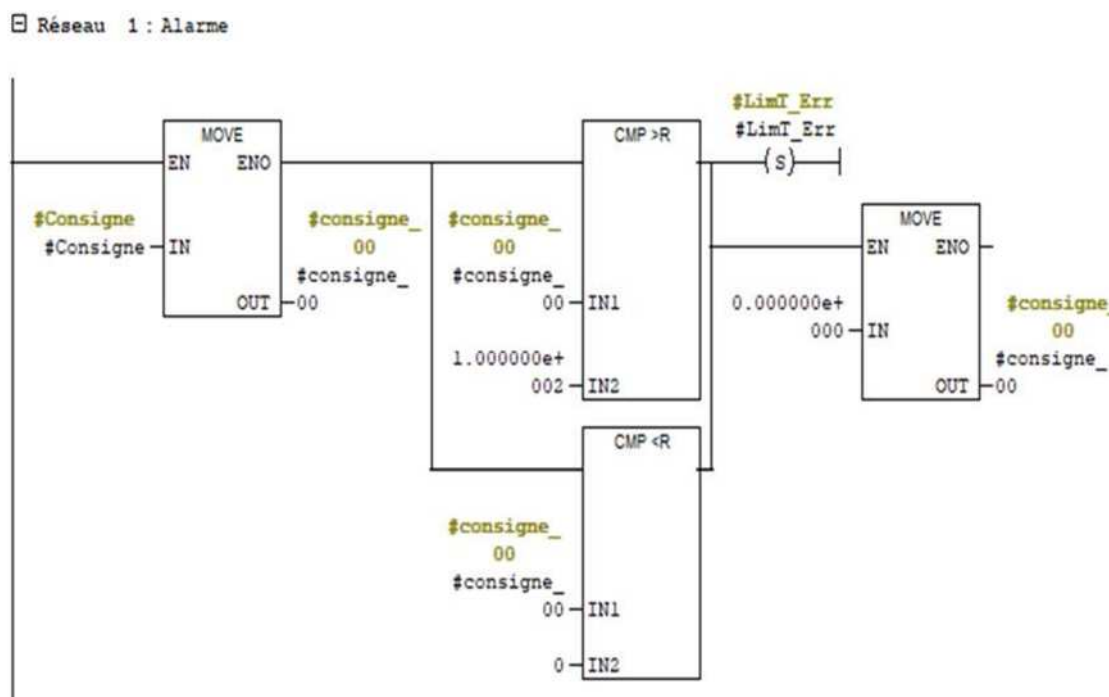 Réseau 1 : Alarme
MOVE
EN ENO
#Consigne
#Consigne
IN
#consigne_
00
#consigne_
OUT
00
CMP >R
#consigne_
00
#consigne_
00
IN1
1.000000e+
002
IN2
#LimT_Err
#LimT_Err
(S)
MOVE
EN ENO
0.000000e+
000
IN
#consigne_
00
#consigne_
OUT
00
CMP <R
#consigne_
00
#consigne_
00
IN1
0
IN2